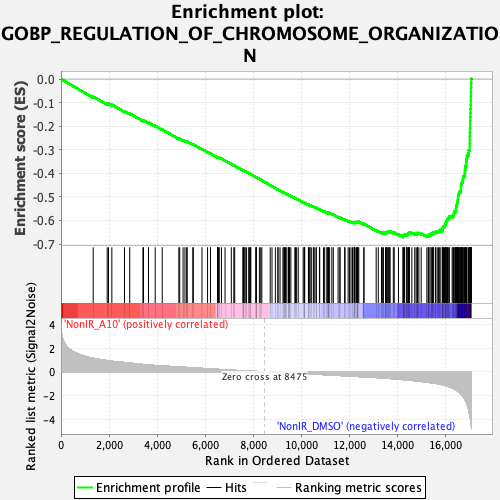 Enrichment plot:
GOBP_REGULATION_OF_CHROMOSOME_ORGANIZATIO
N
Enrichment score (ES)
0.0
-0.1
-0.2
-0.3
-0.4
-0.5
-0.6
-0.7
Ranked list metric (Signal2Noise)
'NonIR_A10' (positively correlated)
4
2
0
-2
-4
Zero cross at 8475
'NonIR_DMSO' (negatively correlated)
0 2,000 4,000 6,000 8,000 10,000 12,000 14,000 16,000
Rank in Ordered Dataset
Enrichment profile Hits Ranking metric scores